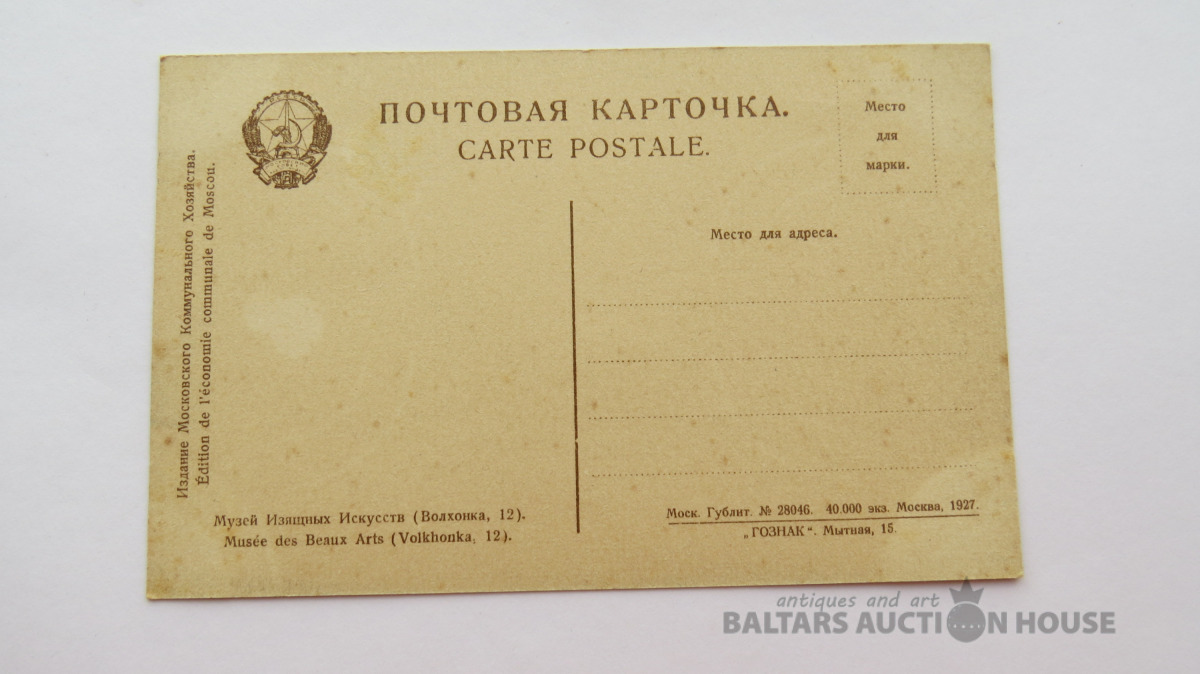 ПОЧТОВАЯ КАРТОЧКА.
CARTE POSTALE.
Место
для
марки.
Место для адреса.
Издание Московского Коммунального Хозяйства.
Édition de l'économie communale de Moscou.
Музей Изящных Искусств (Волхонка, 12).
Musée des Beaux Arts (Volkhonka, 12).
Моск. Гублит. № 28046. 40.000 экз. Москва, 1927.
„ГОЗНАК“. Мытная, 15.
antiques and art
BALTARS AUCTION HOUSE